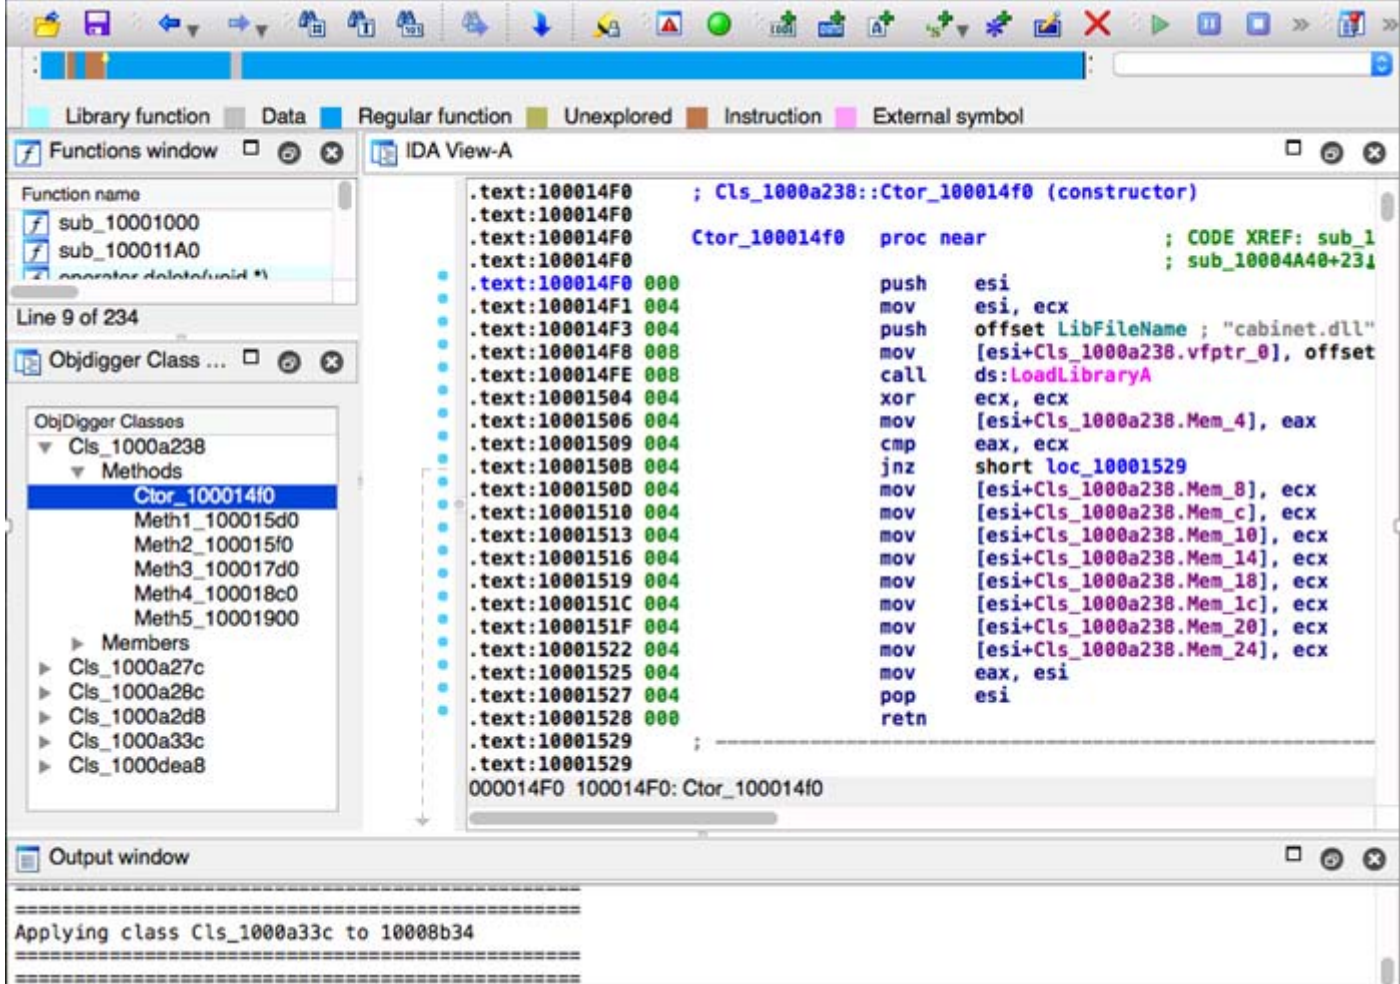 Library function Data Regular function Unexplored Instruction External symbol
Functions window
Function name
sub_10001000
sub_100011A0
operator delete(void *)
Line 9 of 234
Objdigger Class ...
ObjDigger Classes
Cls_1000a238
Methods
Ctor_100014f0
Meth1_100015d0
Meth2_100015f0
Meth3_100017d0
Meth4_100018c0
Meth5_10001900
Members
Cls_1000a27c
Cls_1000a28c
Cls_1000a2d8
Cls_1000a33c
Cls_1000dea8
IDA View-A
.text:100014F0 ; Cls_1000a238::Ctor_100014f0 (constructor)
.text:100014F0
.text:100014F0 Ctor_100014f0 proc near ; CODE XREF: sub_1
.text:100014F0 ; sub_10004A40+23↓
.text:100014F0 000 push esi
.text:100014F1 004 mov esi, ecx
.text:100014F3 004 push offset LibFileName ; "cabinet.dll"
.text:100014F8 008 mov [esi+Cls_1000a238.vfptr_0], offset
.text:100014FE 008 call ds:LoadLibraryA
.text:10001504 004 xor ecx, ecx
.text:10001506 004 mov [esi+Cls_1000a238.Mem_4], eax
.text:10001509 004 cmp eax, ecx
.text:1000150B 004 jnz short loc_10001529
.text:1000150D 004 mov [esi+Cls_1000a238.Mem_8], ecx
.text:10001510 004 mov [esi+Cls_1000a238.Mem_c], ecx
.text:10001513 004 mov [esi+Cls_1000a238.Mem_10], ecx
.text:10001516 004 mov [esi+Cls_1000a238.Mem_14], ecx
.text:10001519 004 mov [esi+Cls_1000a238.Mem_18], ecx
.text:1000151C 004 mov [esi+Cls_1000a238.Mem_1c], ecx
.text:1000151F 004 mov [esi+Cls_1000a238.Mem_20], ecx
.text:10001522 004 mov [esi+Cls_1000a238.Mem_24], ecx
.text:10001525 004 mov eax, esi
.text:10001527 004 pop esi
.text:10001528 000 retn
.text:10001529 ; ---------------------------------------------------------
.text:10001529
000014F0 100014F0: Ctor_100014f0
Output window
================================================
================================================
Applying class Cls_1000a33c to 10008b34
================================================
================================================